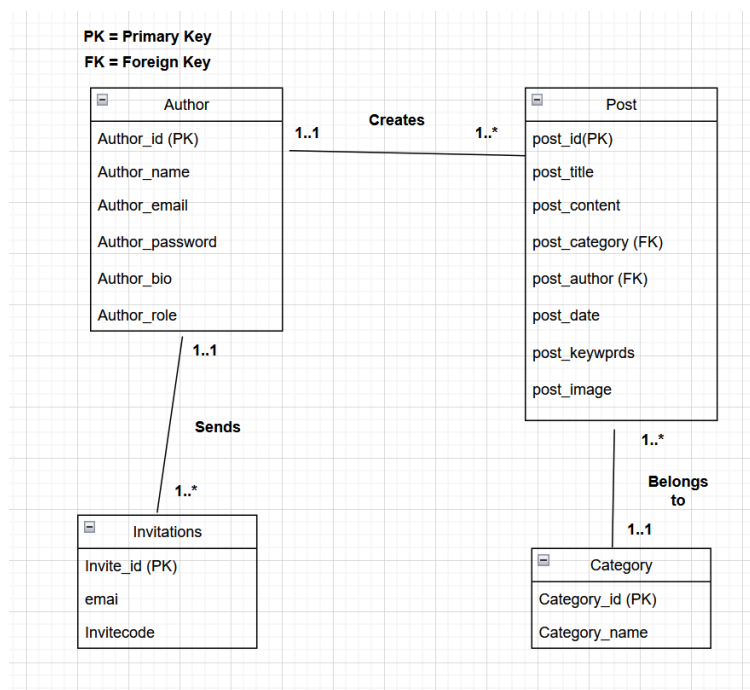 PK = Primary Key
FK = Foreign Key
Author
Author_id (PK)
Author_name
Author_email
Author_password
Author_bio
Author_role
Creates
1..1
1..*
Post
post_id(PK)
post_title
post_content
post_category (FK)
post_author (FK)
post_date
post_keywprds
post_image
1..1
Sends
1..*
Invitations
Invite_id (PK)
emai
Invitecode
1..*
Belongs
to
1..1
Category
Category_id (PK)
Category_name